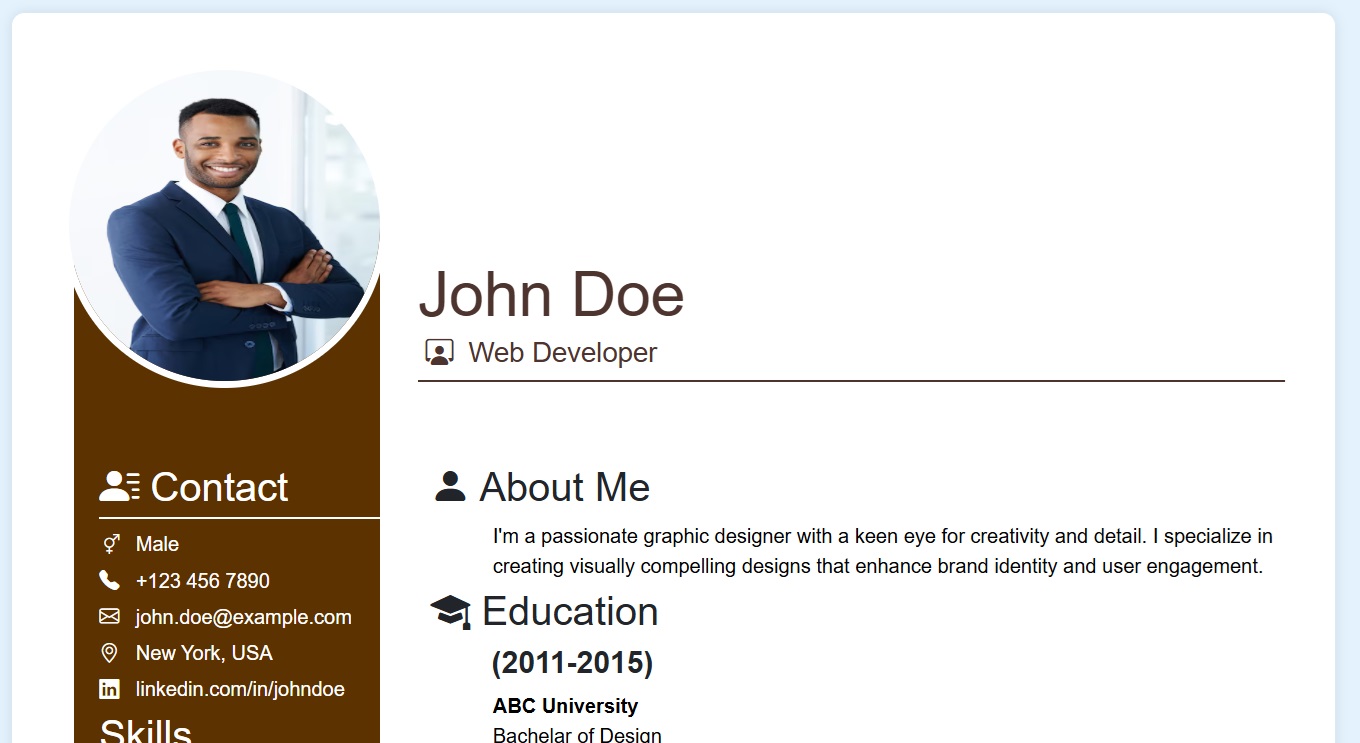 John Doe
Web Developer
Contact
Male
+123 456 7890
john.doe@example.com
New York, USA
linkedin.com/in/johndoe
Skills
About Me
I'm a passionate graphic designer with a keen eye for creativity and detail. I specialize in
creating visually compelling designs that enhance brand identity and user engagement.
Education
(2011-2015)
ABC University
Bachelar of Design